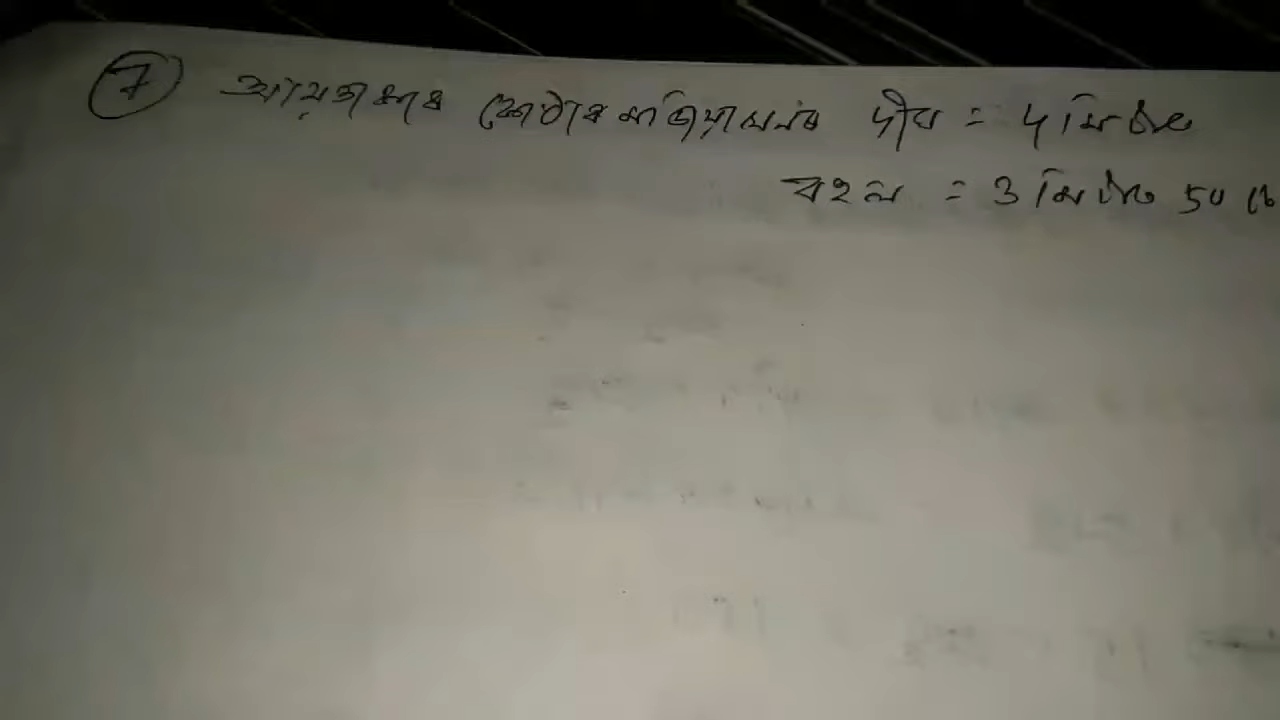 7 আয়তাকাৰ কোঠাৰ মজিয়াখনৰ দীঘ = 4 মিটাৰ
বহল = 3 মিটাৰ 50